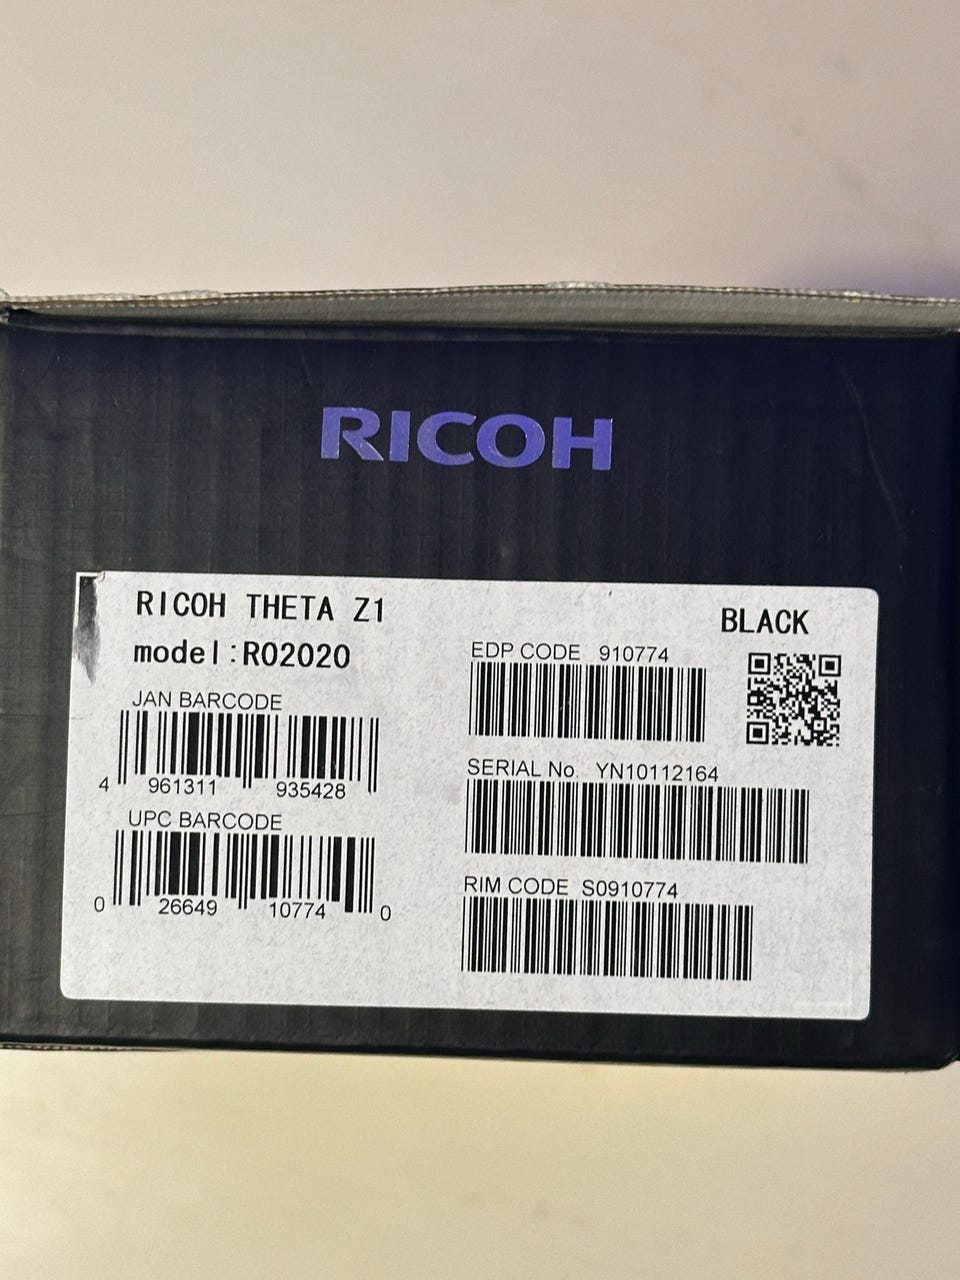 RICOH
RICOH THETA Z1
BLACK
model:R02020
EDP CODE 910774
JAN BARCODE
4 961311 935428
SERIAL No. YN10112164
UPC BARCODE
0 26649 10774 0
RIM CODE S0910774